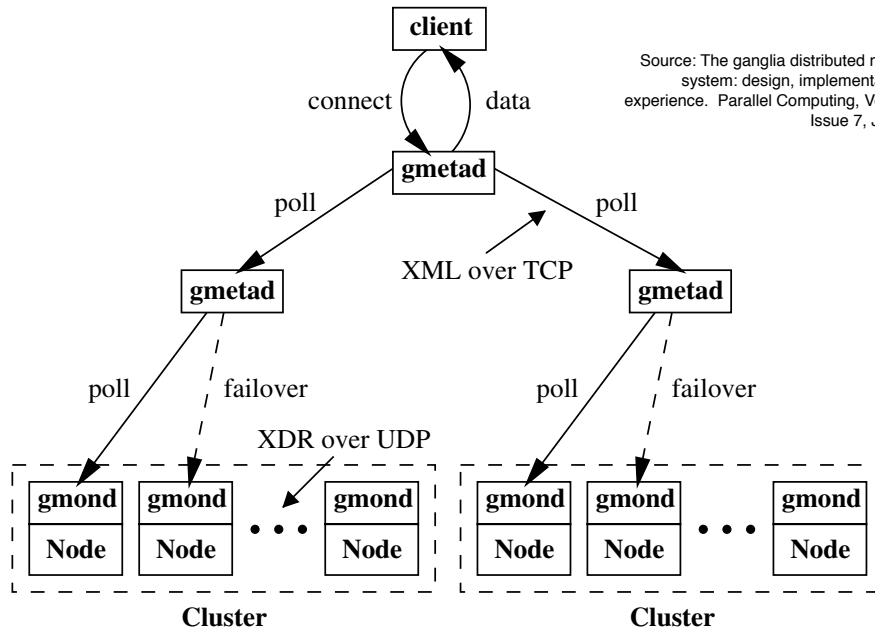 client
Source: The ganglia distributed
system: design,
experience. Parallel Computing,
Issue 7,
connect
data
gmetad
poll
poll
XML over TCP
gmetad
gmetad
poll
failover
poll
failover
XDR over UDP
gmond
gmond
gmond
gmond
gmond
gmond
Node
Node
Node
Node
Node
Node
Cluster
Cluster